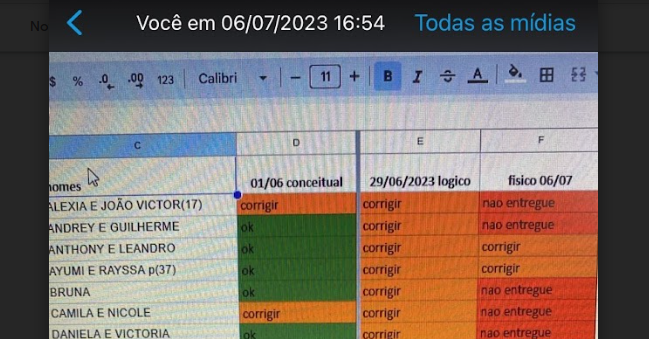 No
Você em 06/07/2023 16:54 Todas as mídias
$ % .0 .00 123 Calibri - 11 + B I S A
C D E F
nomes 01/06 conceitual 29/06/2023 logico fisico 06/07
ALEXIA E JOÃO VICTOR(17) corrigir corrigir nao entregue
ANDREY E GUILHERME ok corrigir nao entregue
ANTHONY E LEANDRO ok corrigir corrigir
AYUMI E RAYSSA p(37) ok corrigir corrigir
BRUNA ok corrigir nao entregue
CAMILA E NICOLE corrigir corrigir nao entregue
DANIELA E VICTORIA ok corrigir nao entregue